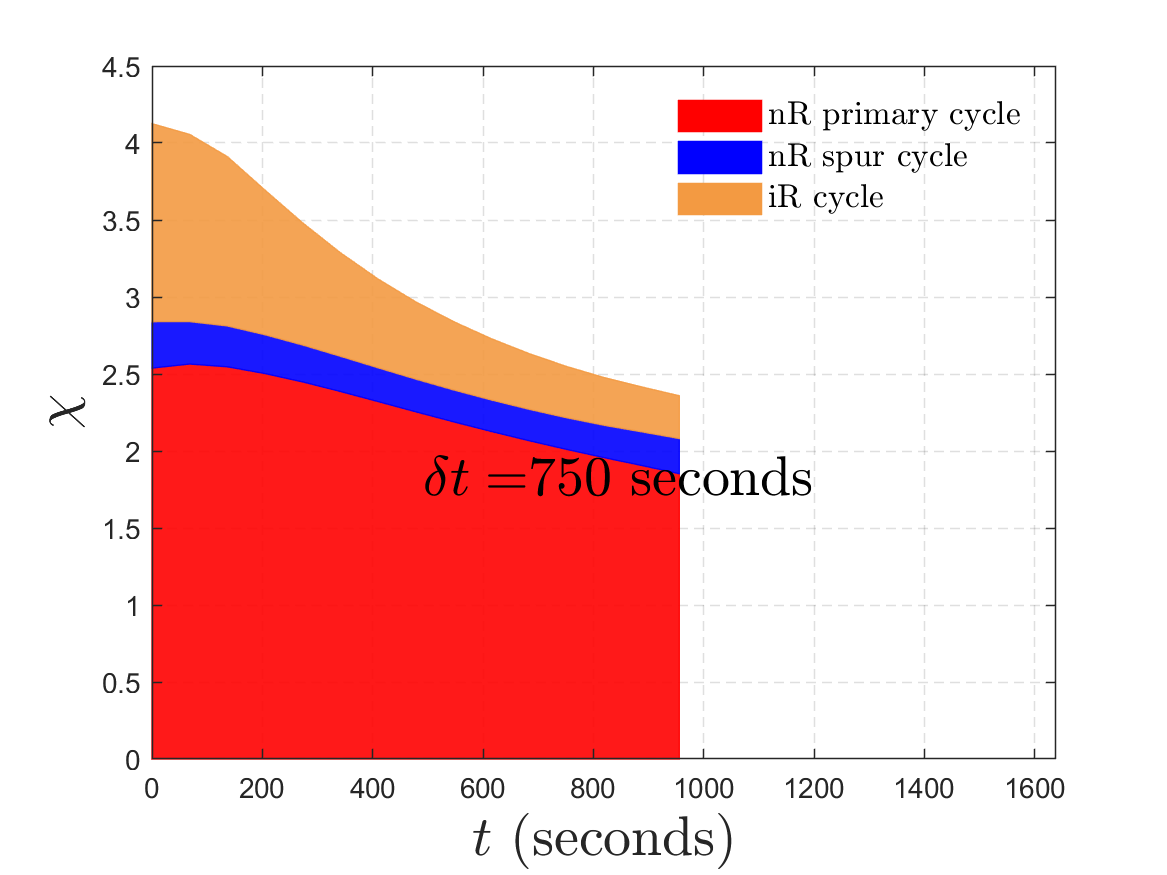 4.5
4
3.5
3
2.5
2
1.5
1
0.5
0
χ
nR primary cycle
nR spur cycle
iR cycle
δt =750 seconds
0 200 400 600 800 1000 1200 1400 1600
t (seconds)